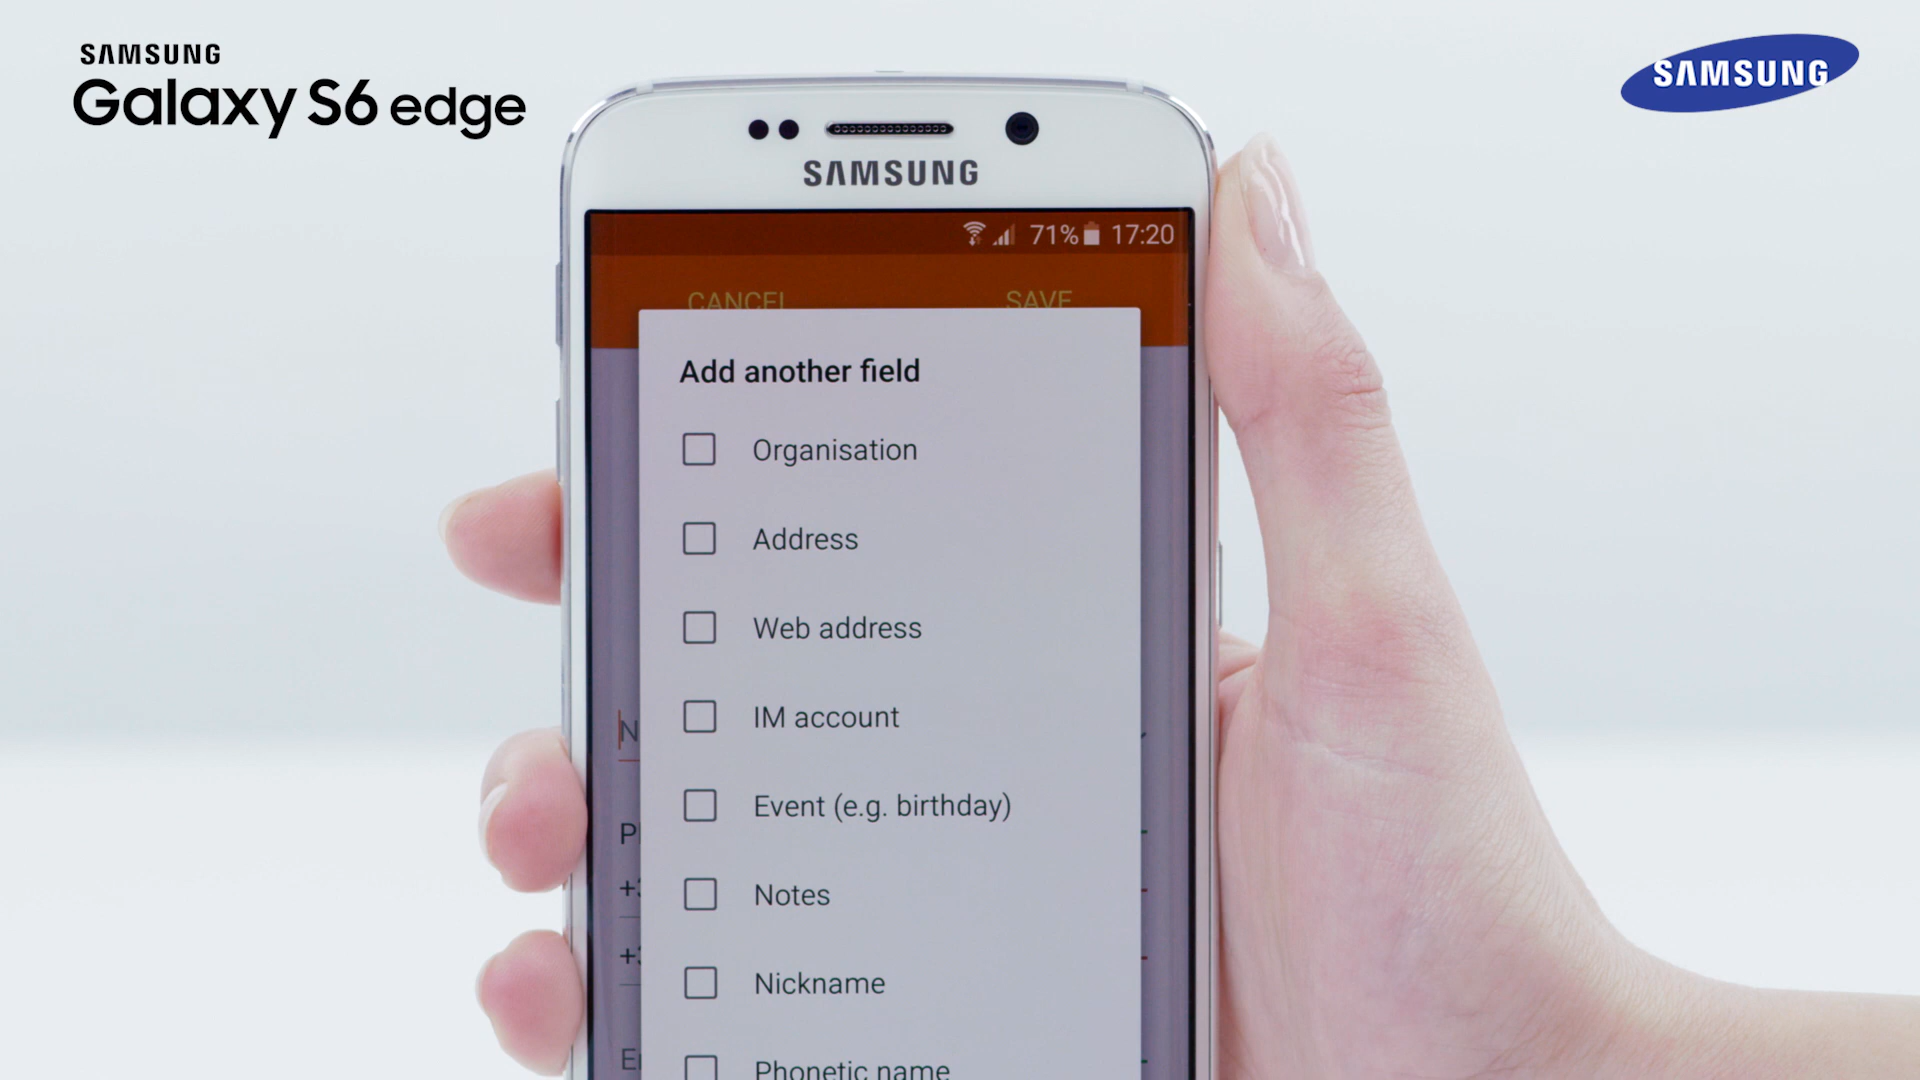 SAMSUNG
Galaxy S6 edge
SAMSUNG
SAMSUNG
71% 17:20
CANCEL SAVE
Add another field
Organisation
Address
Web address
IM account
Event (e.g. birthday)
Notes
Nickname
Phonetic name